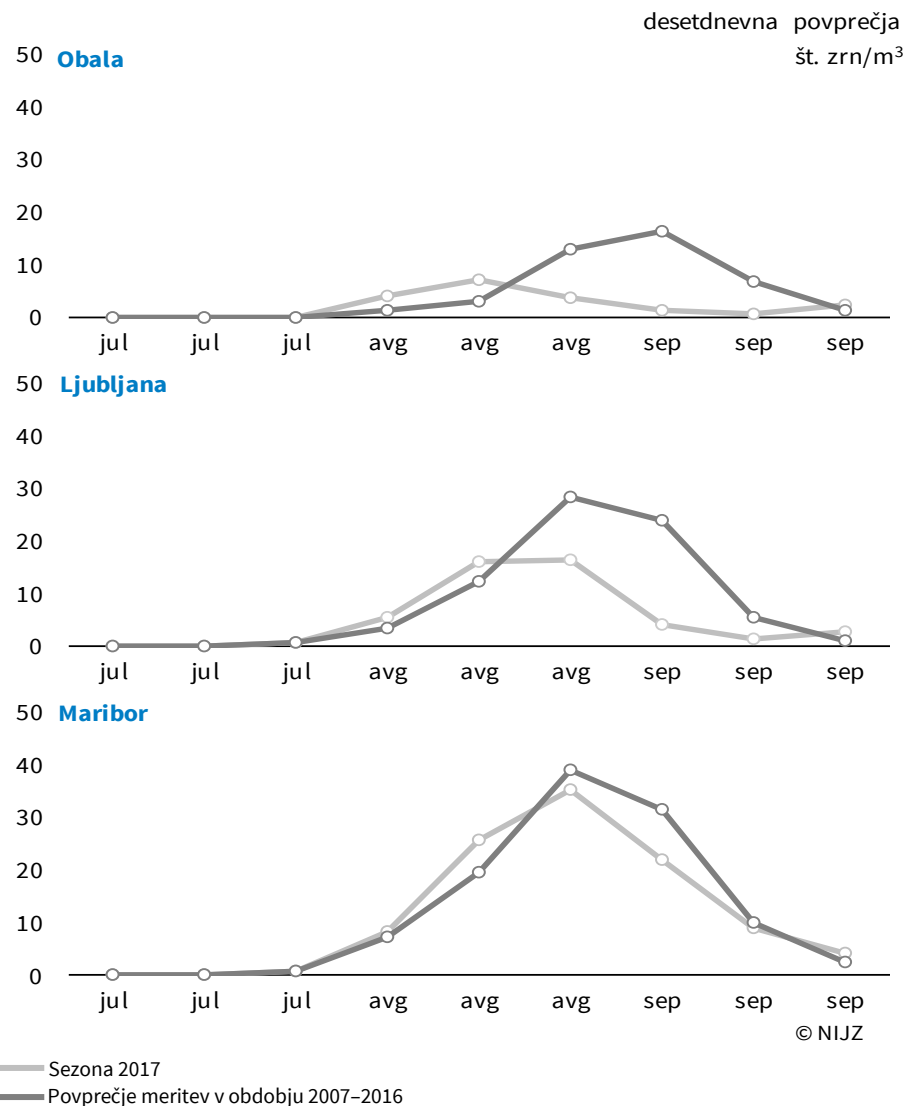 desetdnevna povprečja
št. zrn/m³
50 Obala
40
30
20
10
0
jul jul jul avg avg avg sep sep sep
50 Ljubljana
40
30
20
10
0
jul jul jul avg avg avg sep sep sep
50 Maribor
40
30
20
10
0
jul jul jul avg avg avg sep sep sep
© NIJZ
Sezona 2017
Povprečje meritev v obdobju 2007–2016